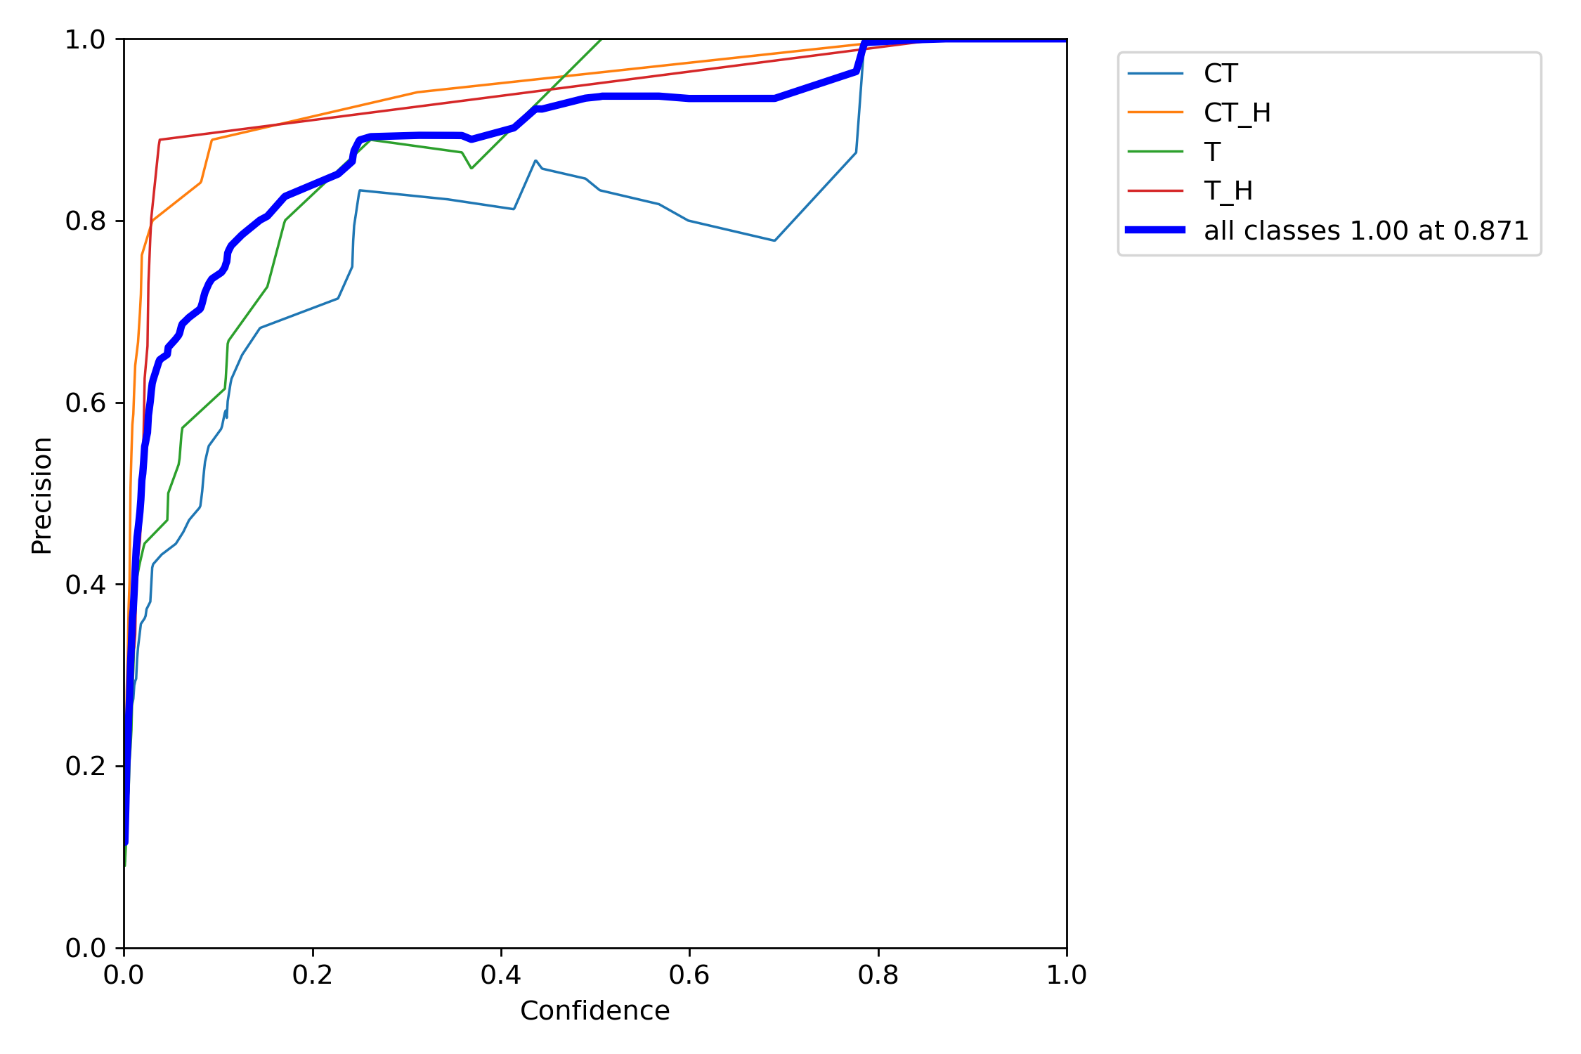 1.0
0.8
0.6
0.4
0.2
0.0
Precision
0.0 0.2 0.4 0.6 0.8 1.0
Confidence
CT
CT_H
T
T_H
all classes 1.00 at 0.871